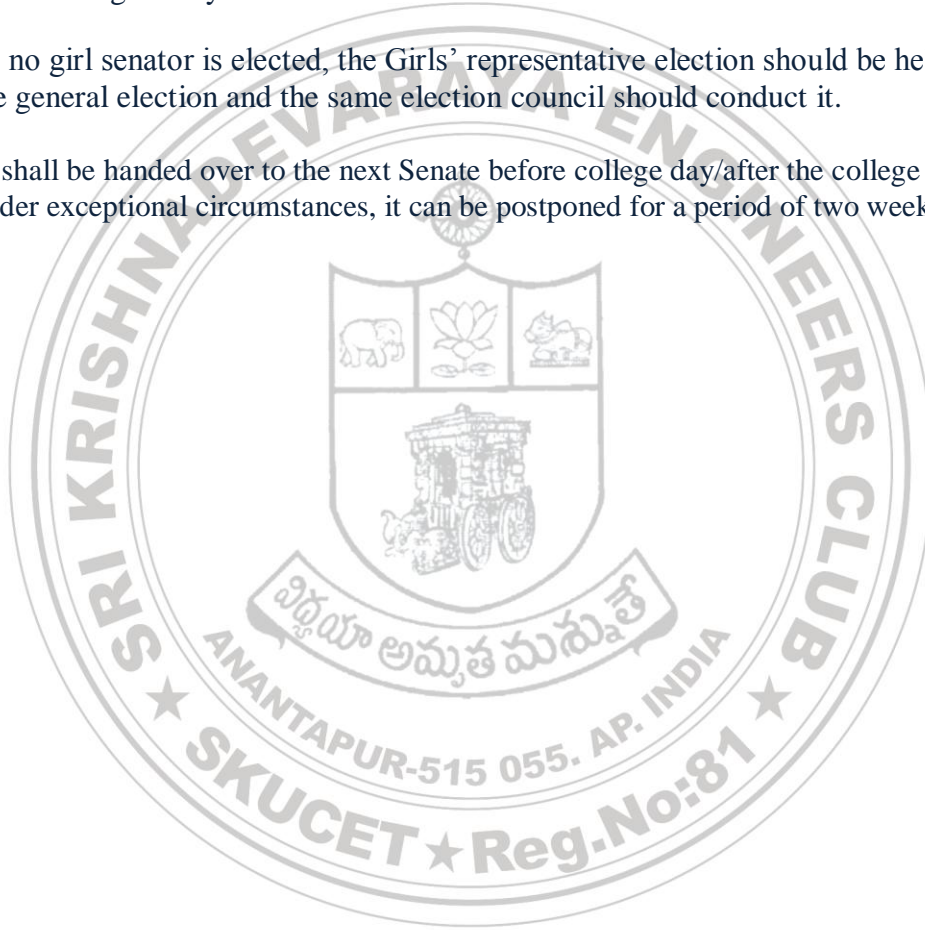 no girl senator is elected, the Girls’ representative election should be he
e general election and the same election council should conduct it.
shall be handed over to the next Senate before college day/after the college
der exceptional circumstances, it can be postponed for a period of two week
SRI KRISHNADEVARAYA ENGINEERS CLUB
విద్యయా అమృత మశ్నుతే
ANANTAPUR-515 055. AP. INDIA
★ SKUCET ★ Reg.No:81 ★